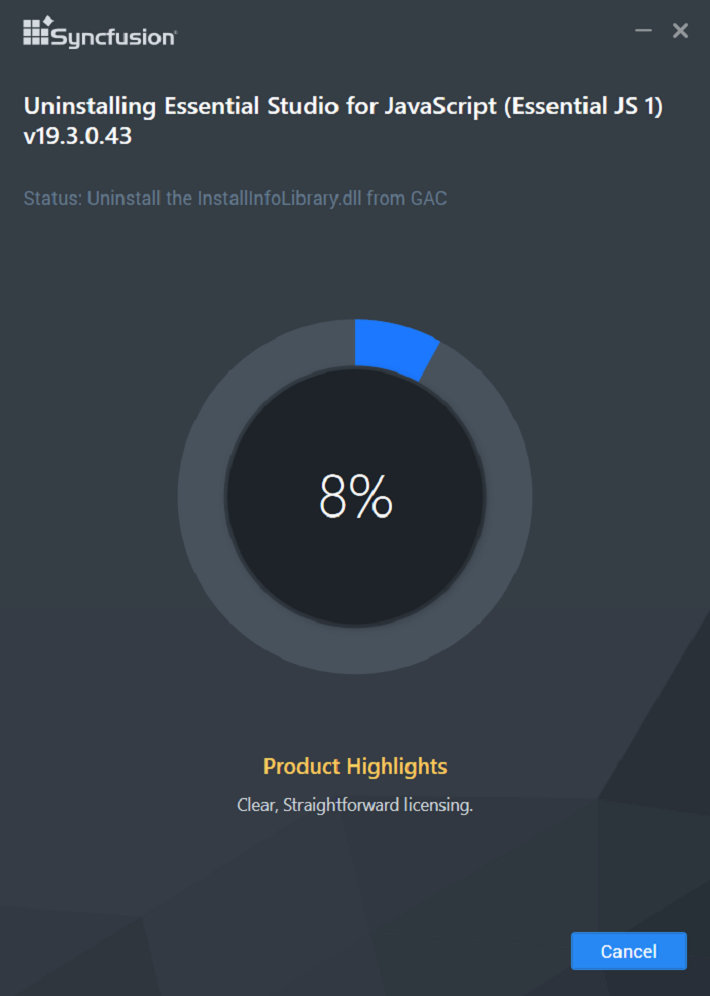 Syncfusion
Uninstalling Essential Studio for JavaScript (Essential JS 1)
v19.3.0.43
Status: Uninstall the InstallInfoLibrary.dll from GAC
8%
Product Highlights
Clear, Straightforward licensing.
Cancel